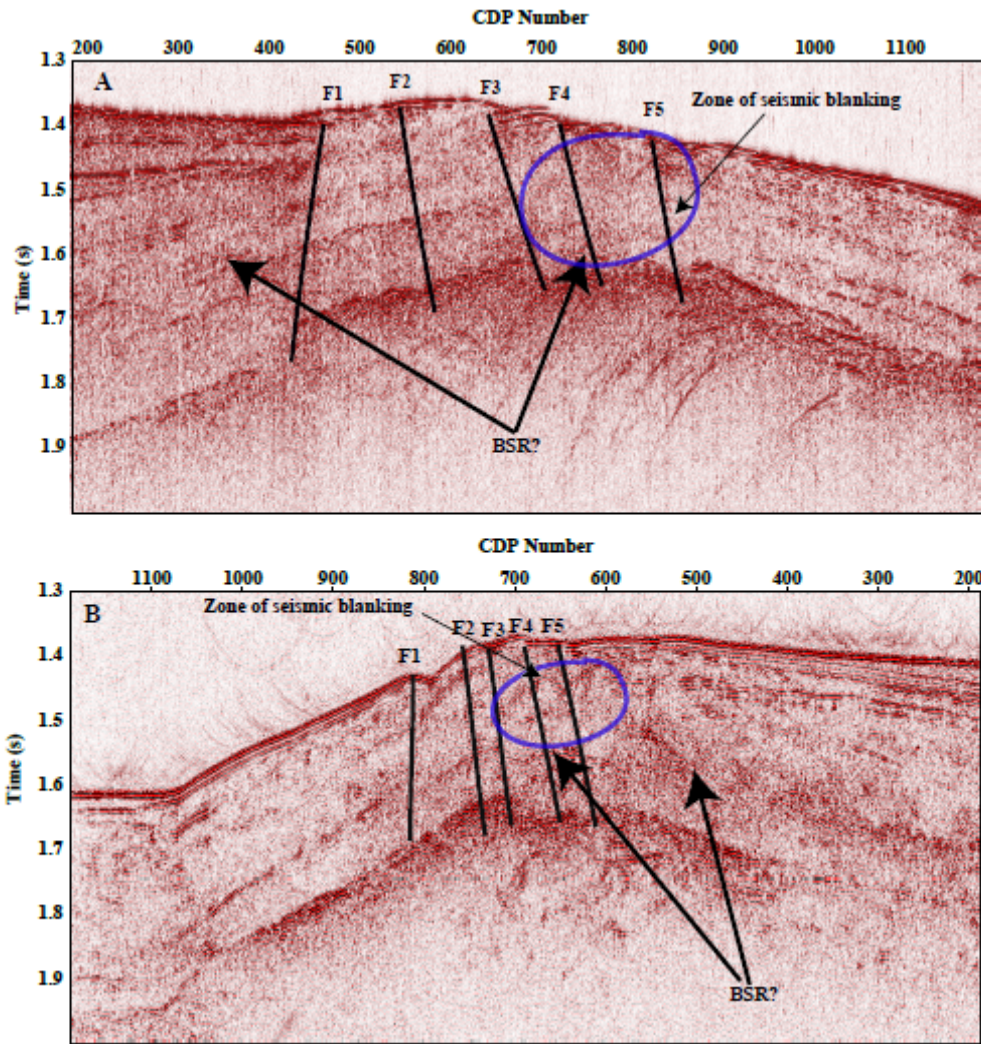 CDP Number
200 300 400 500 600 700 800 900 1000 1100
1.3
A
F1 F2 F3 F4 F5
Zone of seismic blanking
1.4
1.5
1.6
Time (s)
1.7
1.8
1.9
BSR?
CDP Number
1100 1000 900 800 700 600 500 400 300 200
1.3
B
Zone of seismic blanking
F1 F2 F3 F4 F5
1.4
1.5
Time (s)
1.6
1.7
1.8
1.9
BSR?